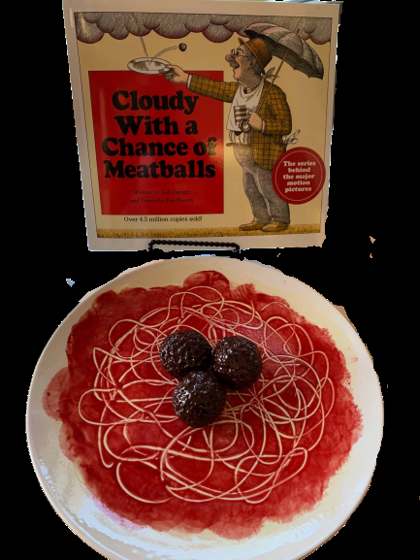 Cloudy
With a
Chance of
Meatballs
Over 4.5 million copies sold!
The series
behind
the major
motion
pictures